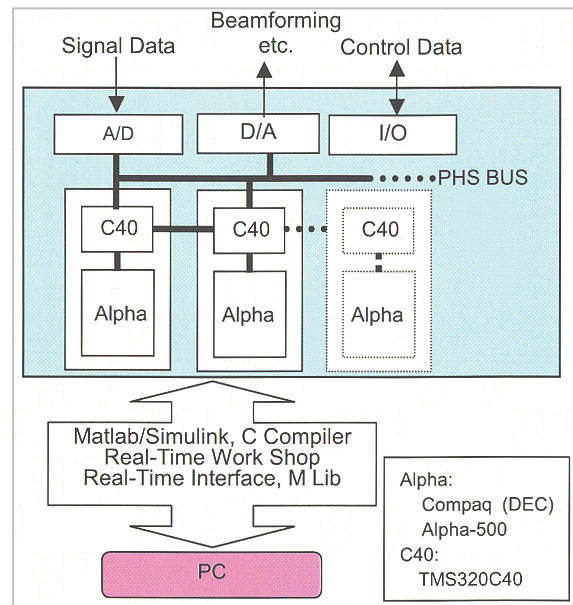 Beamforming
etc.
Signal Data
Control Data
A/D
D/A
I/O
PHS BUS
C40
C40
C40
Alpha
Alpha
Alpha
Matlab/Simulink, C Compiler
Real-Time Work Shop
Real-Time Interface, M Lib
PC
Alpha:
Compaq (DEC)
Alpha-500
C40:
TMS320C40